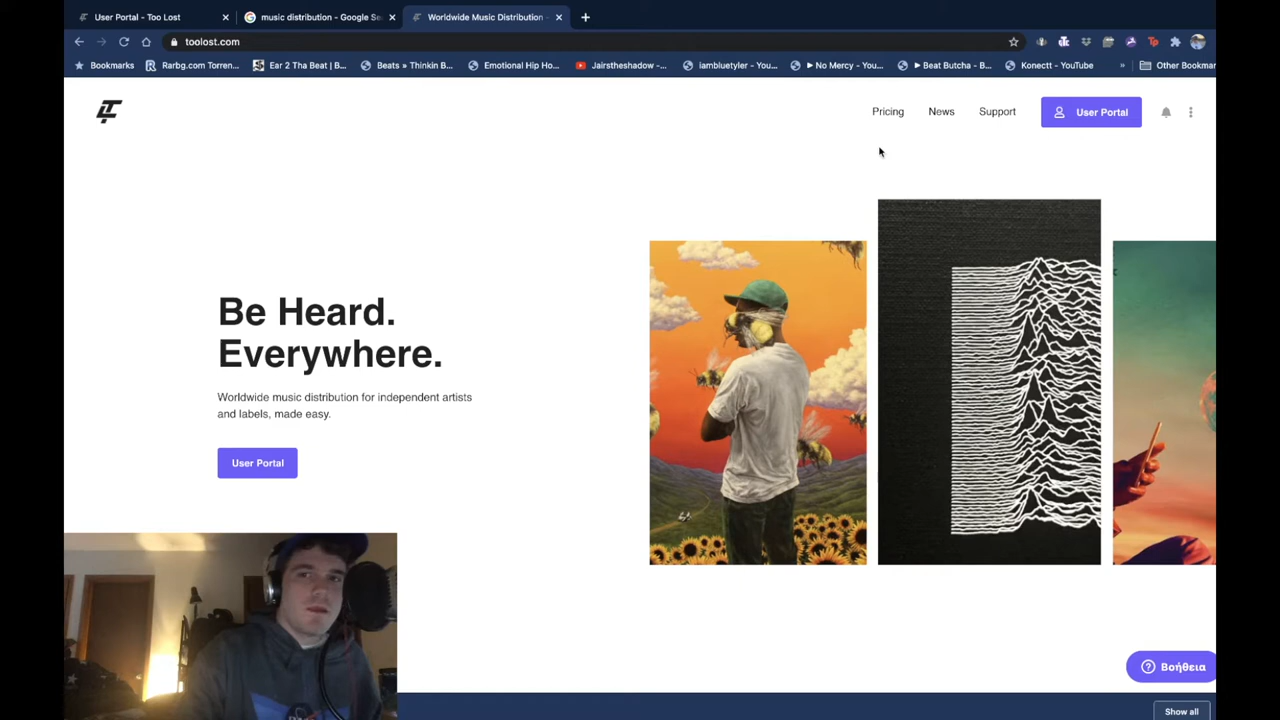 User Portal - Too Lost
music distribution - Google Se
Worldwide Music Distribution -
toolost.com
Bookmarks
Rarbg.com Torren...
Ear 2 Tha Beat | B...
Beats » Thinkin B...
Emotional Hip Ho...
Jairstheshadow -...
iambluetyler - You...
▶ No Mercy - You...
▶ Beat Butcha - B...
Konectt - YouTube
»
Other Bookmar
Pricing
News
Support
User Portal
Be Heard.
Everywhere.
Worldwide music distribution for independent artists
and labels, made easy.
User Portal
Βοήθεια
Show all